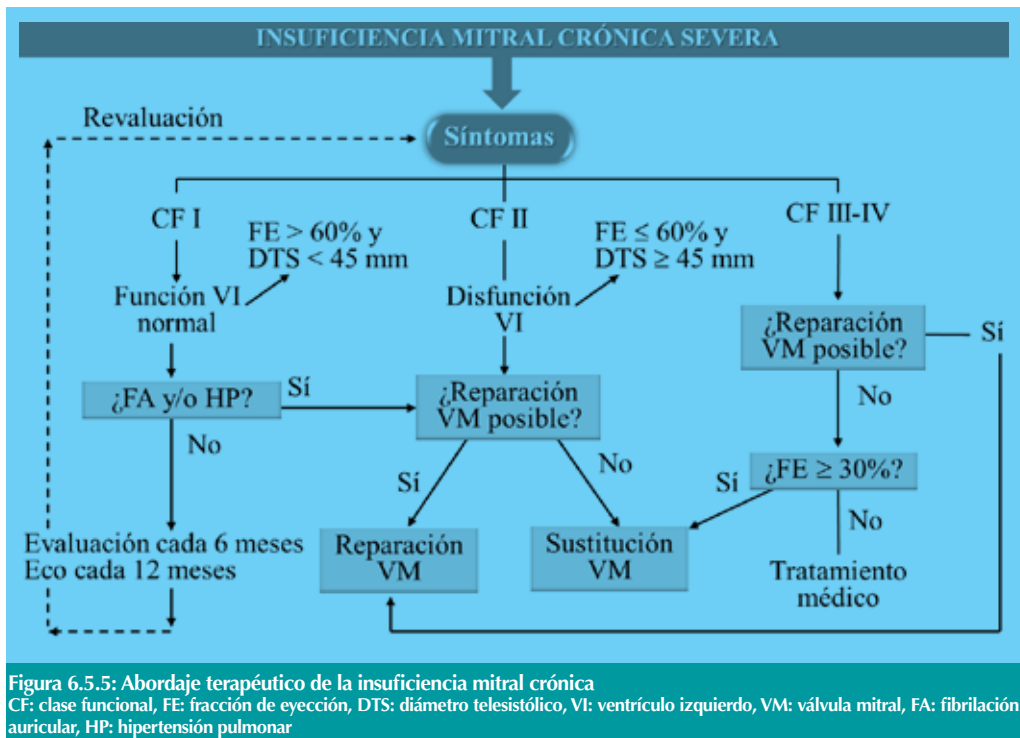 INSUFICIENCIA MITRAL CRÓNICA SEVERA
Revaluación
Síntomas
CF I
FE > 60% y
DTS < 45 mm
CF II
FE ≤ 60% y
DTS ≥ 45 mm
CF III-IV
Función VI
normal
Disfunción
VI
¿Reparación
VM posible?
Sí
¿FA y/o HP?
Sí
¿Reparación
VM posible?
No
No
Sí
No
Sí
¿FE ≥ 30%?
No
Evaluación cada 6 meses
Eco cada 12 meses
Reparación
VM
Sustitución
VM
Tratamiento
médico
Figura 6.5.5: Abordaje terapéutico de la insuficiencia mitral crónica
CF: clase funcional, FE: fracción de eyección, DTS: diámetro telesistólico, VI: ventrículo izquierdo, VM: válvula mitral, FA: fibrilación
auricular, HP: hipertensión pulmonar